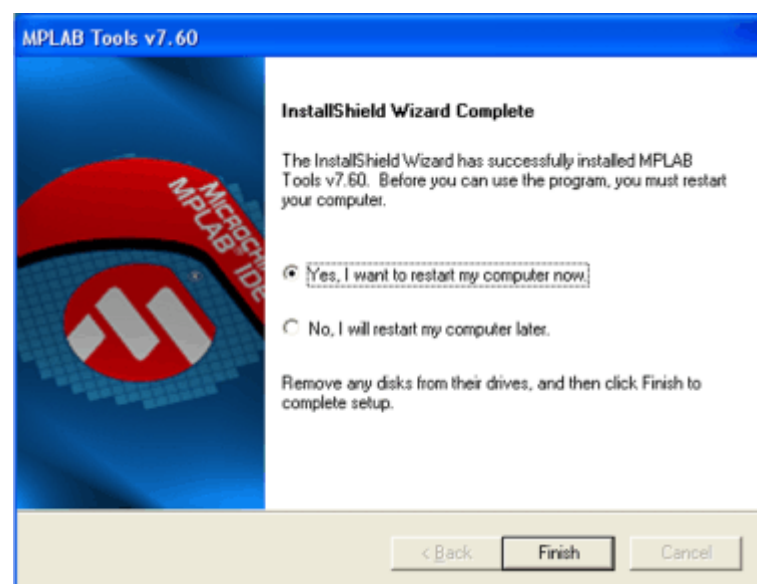 MPLAB Tools v7.60
InstallShield Wizard Complete
The InstallShield Wizard has successfully installed MPLAB
Tools v7.60. Before you can use the program, you must restart
your computer.
MICROCHIP
MPLAB® IDE
Yes, I want to restart my computer now.
No, I will restart my computer later.
Remove any disks from their drives, and then click Finish to
complete setup.
< Back
Finish
Cancel